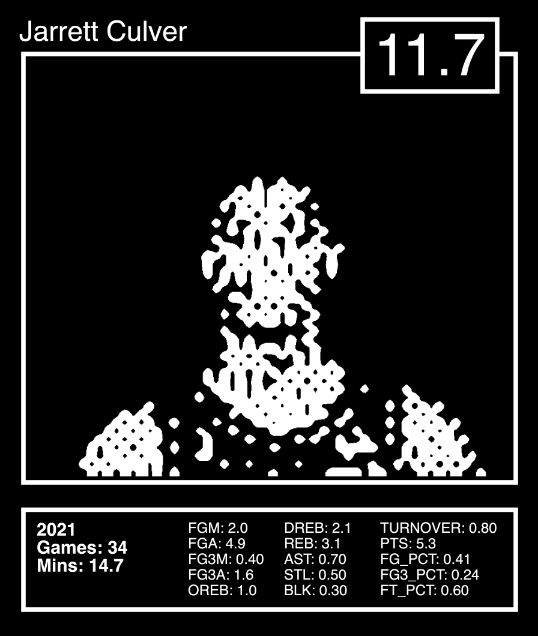 Jarrett Culver
11.7
2021
Games: 34
Mins: 14.7
FGM: 2.0
FGA: 4.9
FG3M: 0.40
FG3A: 1.6
OREB: 1.0
DREB: 2.1
REB: 3.1
AST: 0.70
STL: 0.50
BLK: 0.30
TURNOVER: 0.80
PTS: 5.3
FG_PCT: 0.41
FG3_PCT: 0.24
FT_PCT: 0.60